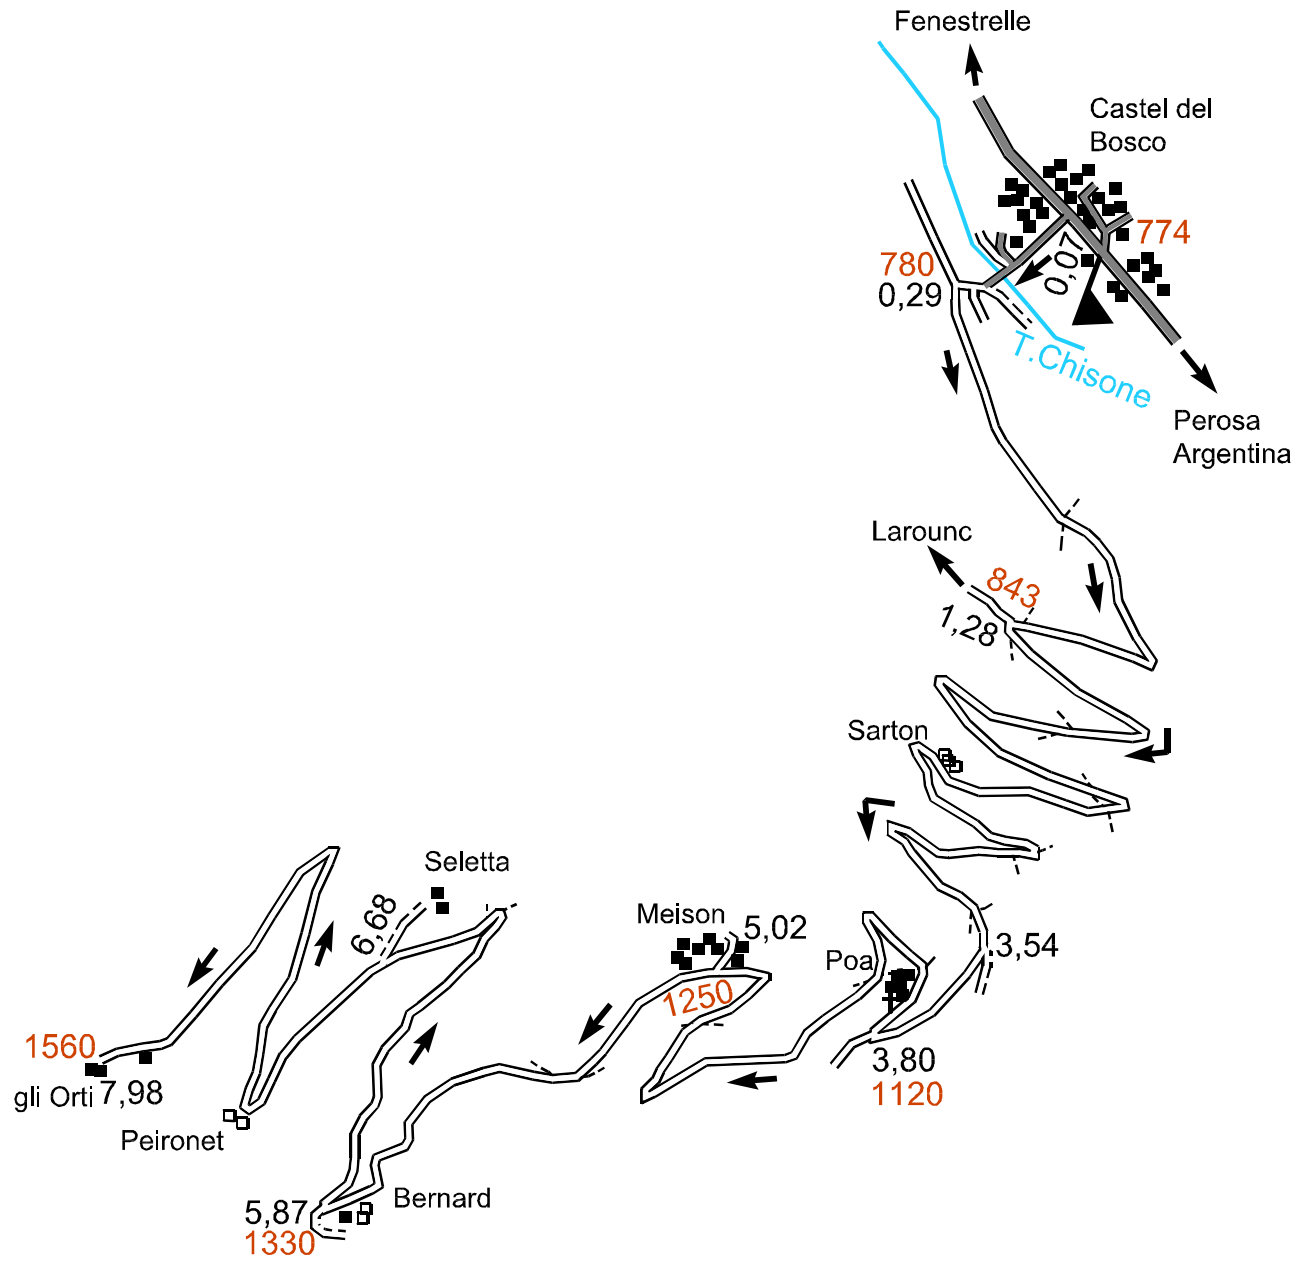 Fenestrelle
Castel del
Bosco
774
780
0,07
0,29
T.Chisone
Perosa
Argentina
Larounc
843
1,28
Sarton
Seletta
6,68
Meison
5,02
3,54
Poa
1250
1560
3,80
gli Orti 7,98
1120
Peironet
Bernard
5,87
1330